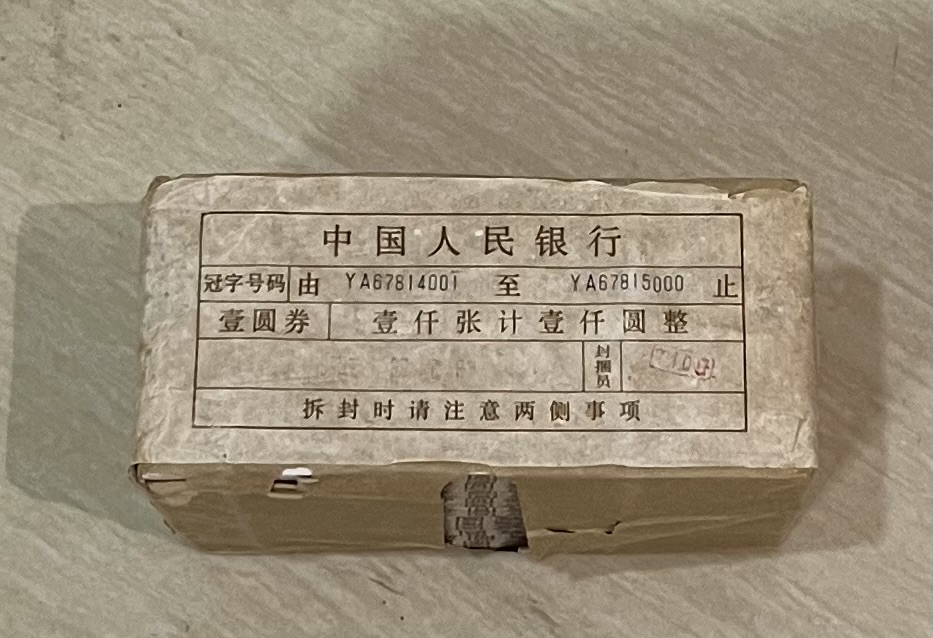 中国人民银行
冠字号码 由 YA67814001 至 YA67815000 止
壹圆券 壹仟张计壹仟圆整
封捆员
拆封时请注意两侧事项